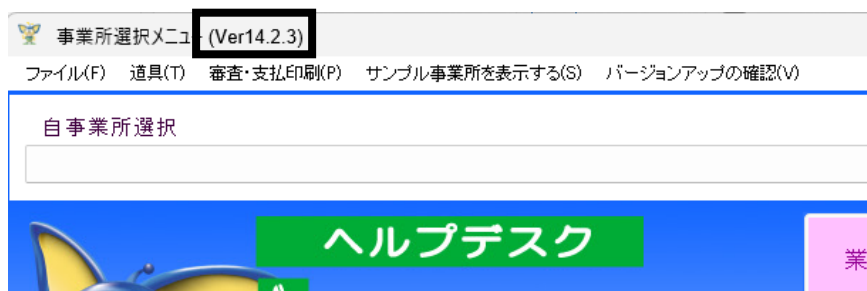 事業所選択メニュー (Ver14.2.3)
ファイル(F) 道具(T) 審査・支払印刷(P) サンプル事業所を表示する(S) バージョンアップの確認(V)
自事業所選択
ヘルプデスク
業